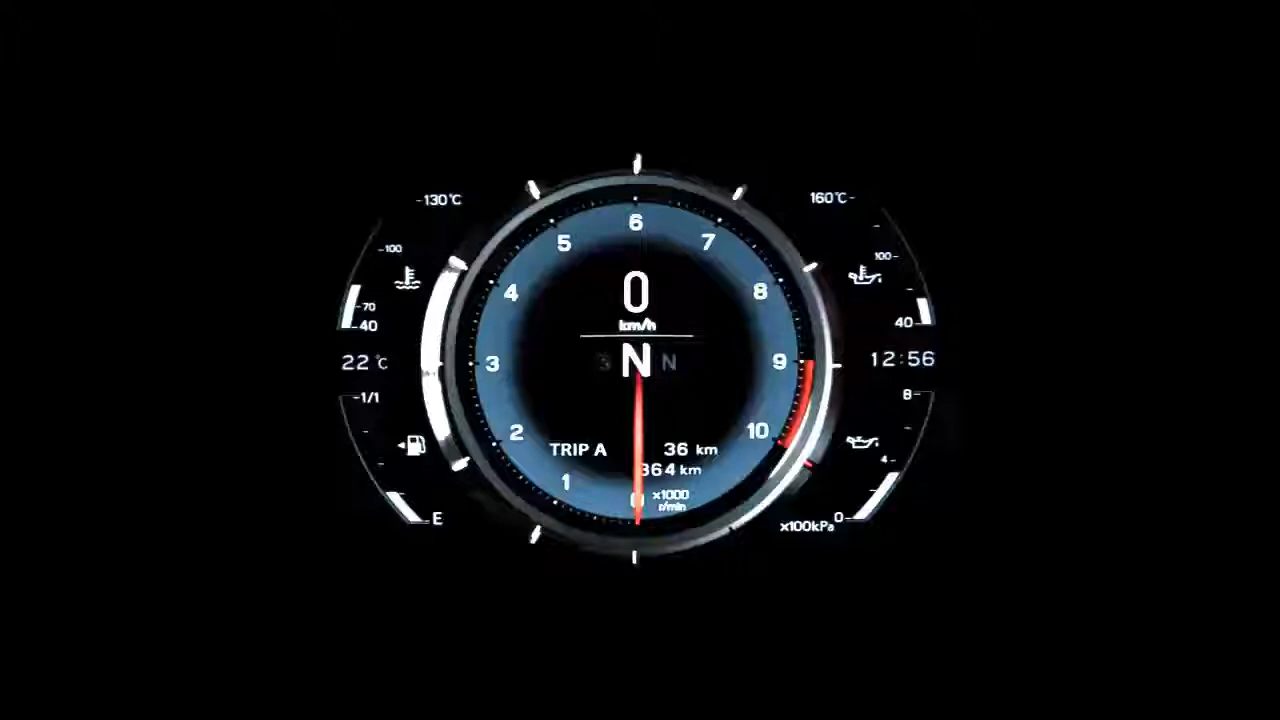 -130℃
-100
-70
-40
22℃
-1/1
E
6
5
7
4
8
3
9
2
10
1
0
0
km/h
N
S N
TRIP A 36 km
364 km
x1000
r/min
160℃-
100-
40-
12:56
8-
4-
0-
x100kPa